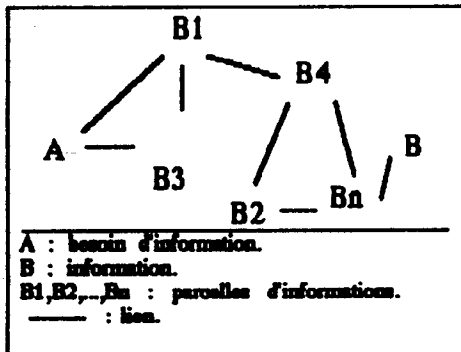 B1
B4
A
B
B3
B2
Bn
A : besoin d'information.
B : information.
B1,B2,...,Bn : parcelles d'informations.
: lien.